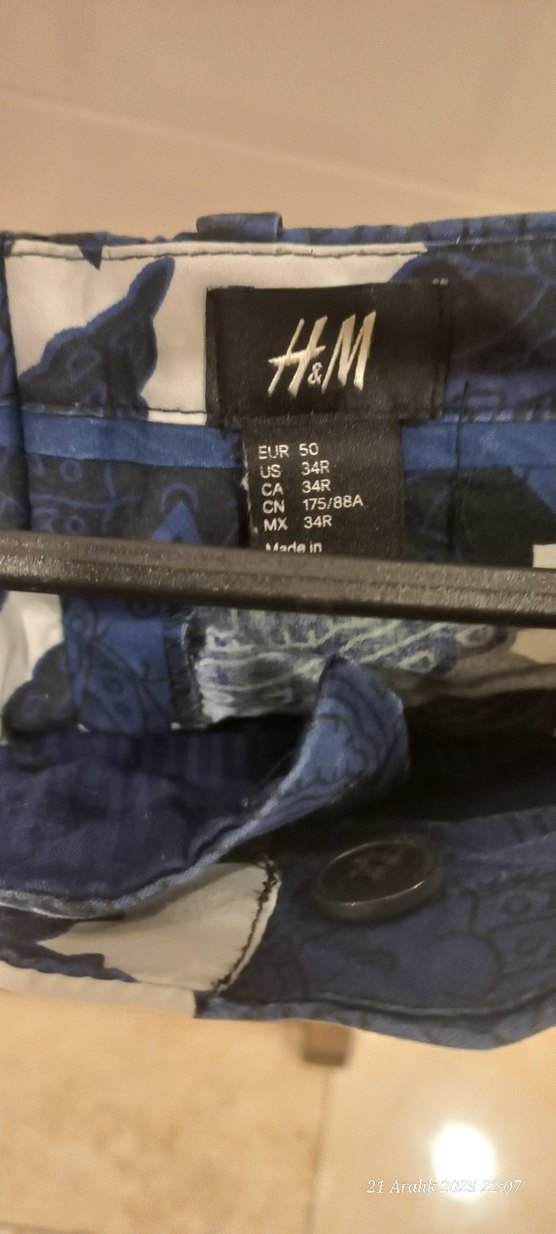 H&M
EUR 50
US 34R
CA 34R
CN 175/88A
MX 34R
Made in
21 Aralık 2025 22:07